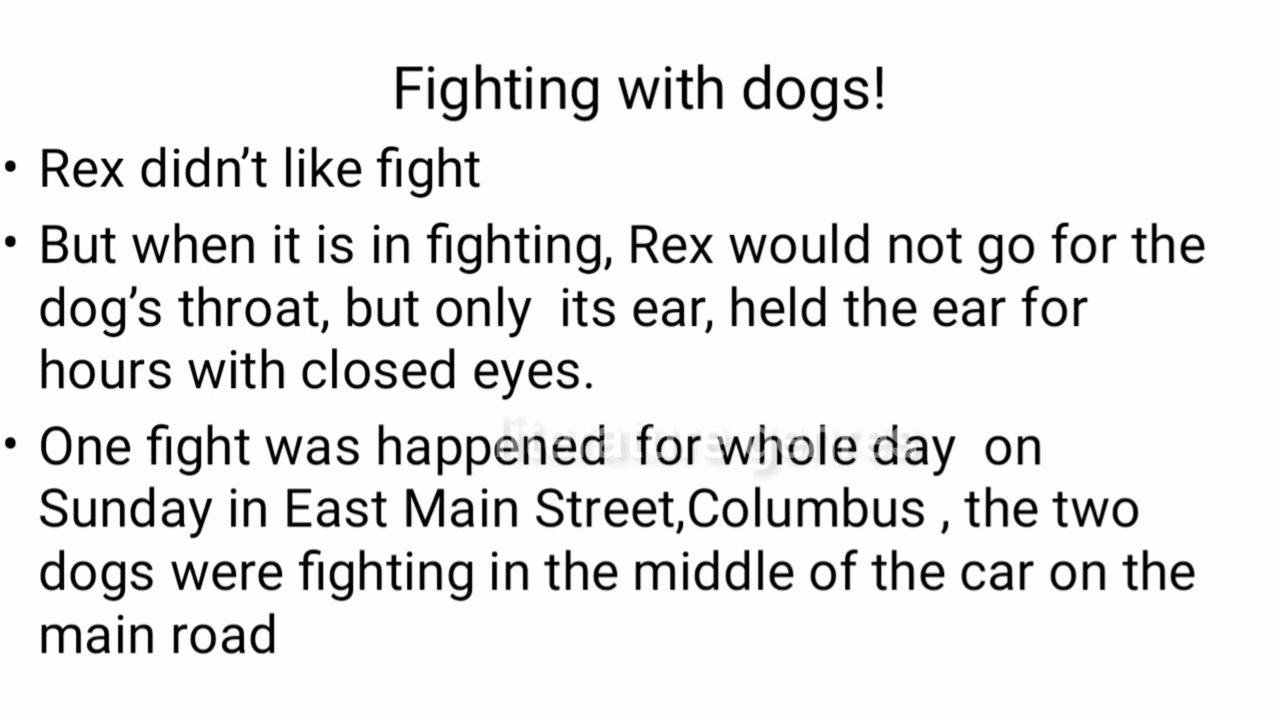 Fighting with dogs!
• Rex didn’t like fight
• But when it is in fighting, Rex would not go for the
dog’s throat, but only its ear, held the ear for
hours with closed eyes.
• One fight was happened for whole day on
literature genres
Sunday in East Main Street,Columbus , the two
dogs were fighting in the middle of the car on the
main road